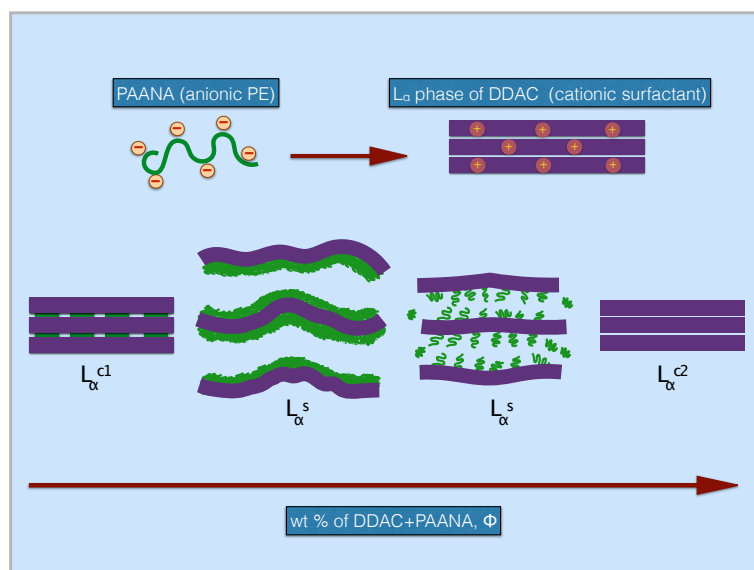 PAANA (anionic PE)
Lα phase of DDAC (cationic surfactant)
Lαc1
Lαs
Lαs
Lαc2
wt % of DDAC+PAANA, Φ